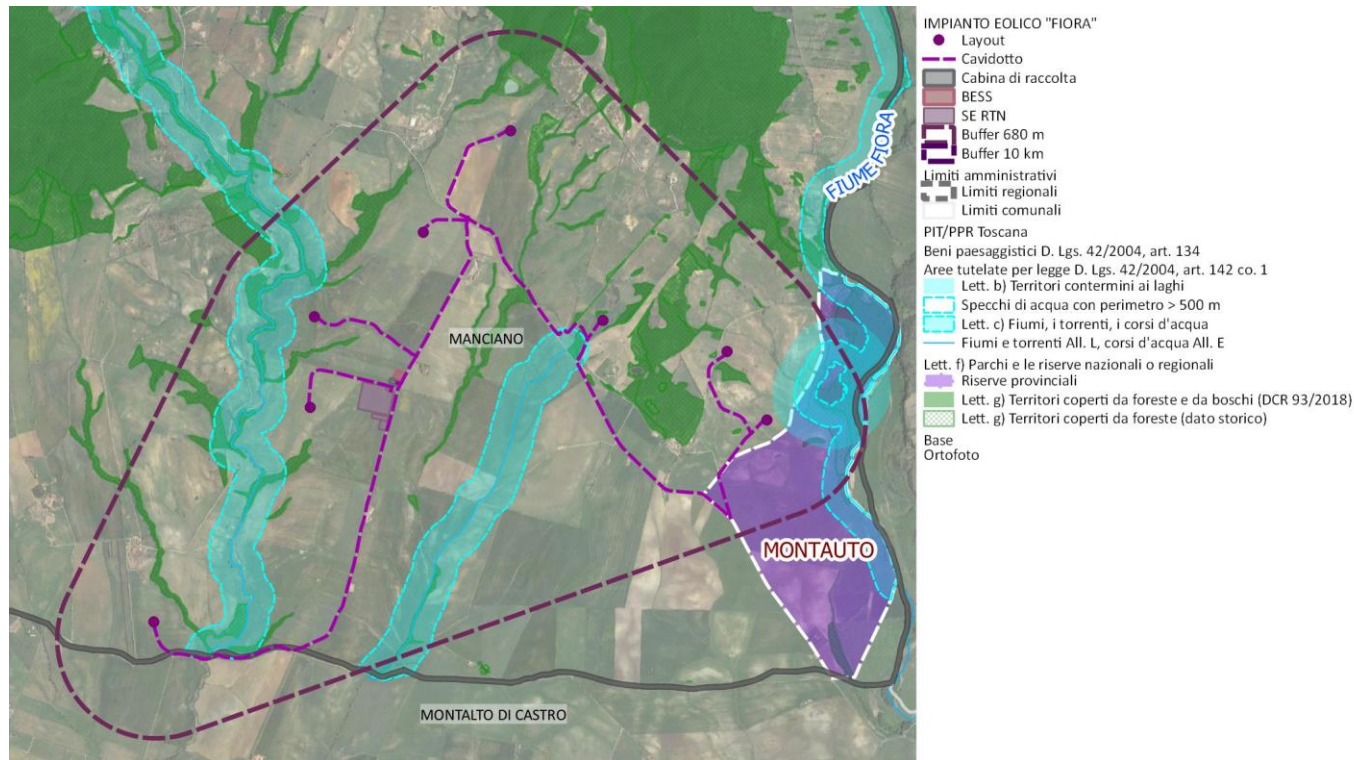 FIUME FIORA
MANCIANO
MONTAUTO
MONTALTO DI CASTRO
IMPIANTO EOLICO "FIORA"
Layout
Cavidotto
Cabina di raccolta
BESS
SE RTN
Buffer 680 m
Buffer 10 km
Limiti amministrativi
Limiti regionali
Limiti comunali
PIT/PPR Toscana
Beni paesaggistici D. Lgs. 42/2004, art. 134
Aree tutelate per legge D. Lgs. 42/2004, art. 142 co. 1
Lett. b) Territori contermini ai laghi
Specchi di acqua con perimetro > 500 m
Lett. c) Fiumi, i torrenti, i corsi d'acqua
Fiumi e torrenti All. L, corsi d'acqua All. E
Lett. f) Parchi e le riserve nazionali o regionali
Riserve provinciali
Lett. g) Territori coperti da foreste e da boschi (DCR 93/2018)
Lett. g) Territori coperti da foreste (dato storico)
Base
Ortofoto